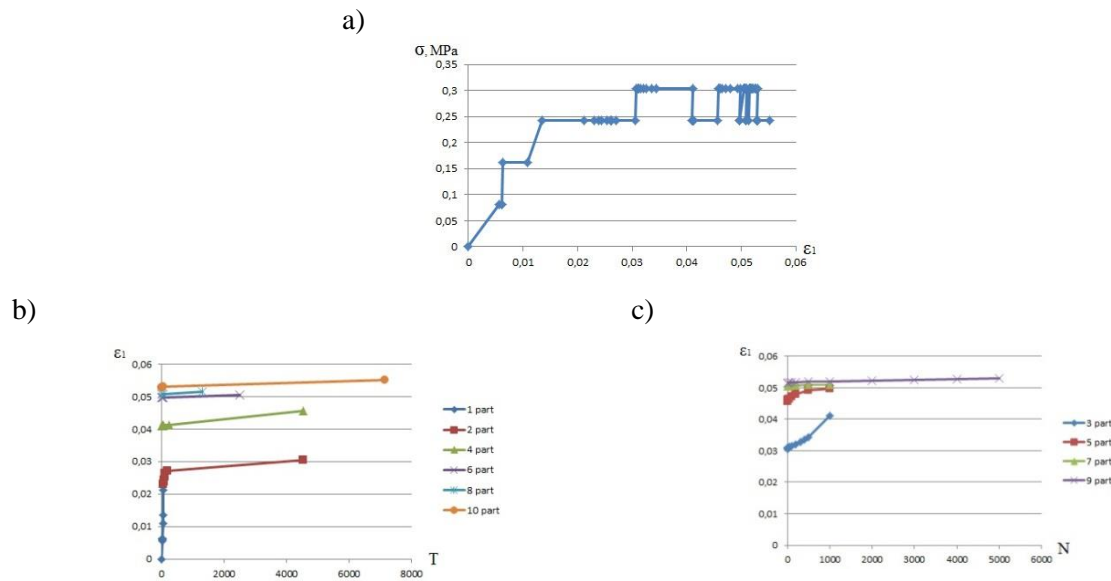 a)
σ, MPa
0,35
0,3
0,25
0,2
0,15
0,1
0,05
0
0 0,01 0,02 0,03 0,04 0,05 0,06
ε1
b)
ε1
0,06
0,05
0,04
0,03
0,02
0,01
0
0 2000 4000 6000 8000
T
1 part
2 part
4 part
6 part
8 part
10 part
c)
ε1
0,06
0,05
0,04
0,03
0,02
0,01
0,00
0 1000 2000 3000 4000 5000 6000
N
3 part
5 part
7 part
9 part